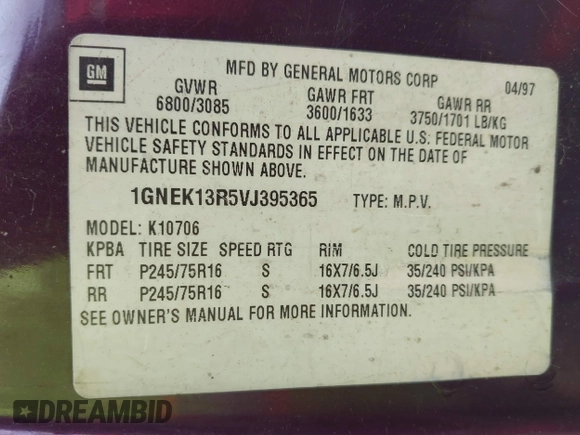 GM
MFD BY GENERAL MOTORS CORP 04/97
GVWR GAWR FRT GAWR RR
6800/3085 3600/1633 3750/1701 LB/KG
THIS VEHICLE CONFORMS TO ALL APPLICABLE U.S. FEDERAL MOTOR
VEHICLE SAFETY STANDARDS IN EFFECT ON THE DATE OF
MANUFACTURE SHOWN ABOVE.
1GNEK13R5VJ395365 TYPE: M.P.V.
MODEL: K10706
KPBA TIRE SIZE SPEED RTG RIM COLD TIRE PRESSURE
FRT P245/75R16 S 16X7/6.5J 35/240 PSI/KPA
RR P245/75R16 S 16X7/6.5J 35/240 PSI/KPA
SEE OWNER'S MANUAL FOR MORE INFORMATION.
DREAMBID